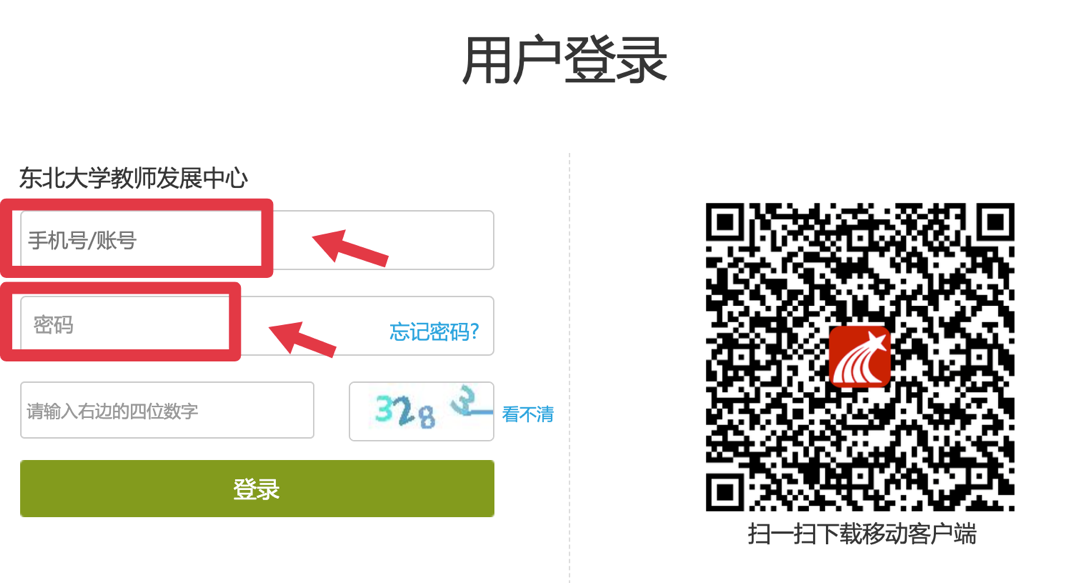 用户登录
东北大学教师发展中心
手机号/账号
密码
忘记密码?
请输入右边的四位数字
3283
看不清
登录
扫一扫下载移动客户端